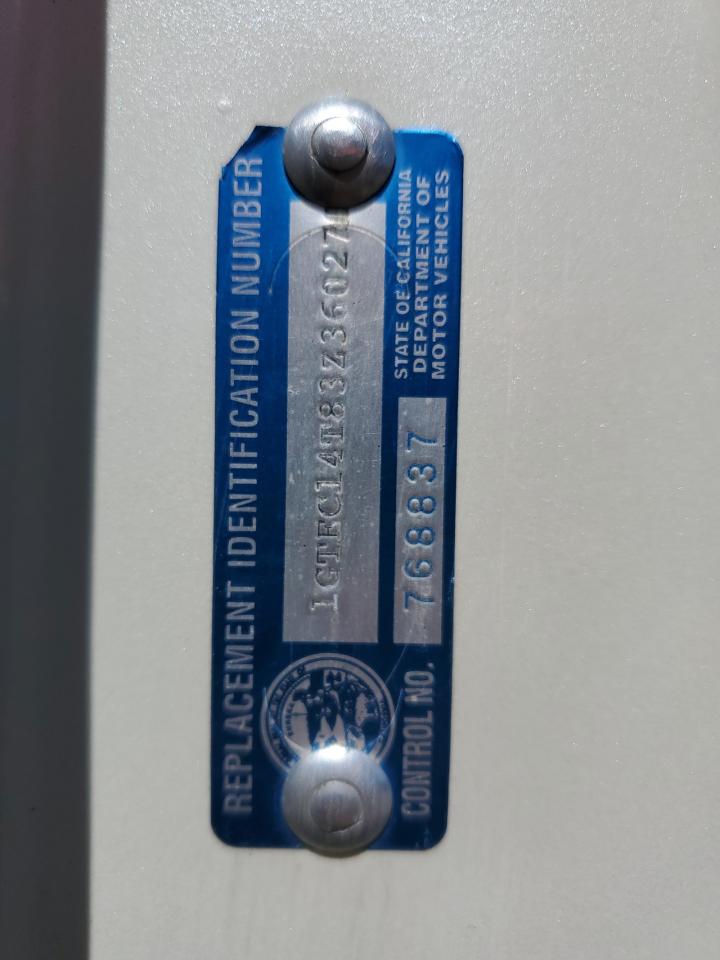 REPLACEMENT IDENTIFICATION NUMBER
1GTEC14T83Z36027
STATE OF CALIFORNIA
DEPARTMENT OF
MOTOR VEHICLES
CONTROL NO. 768837